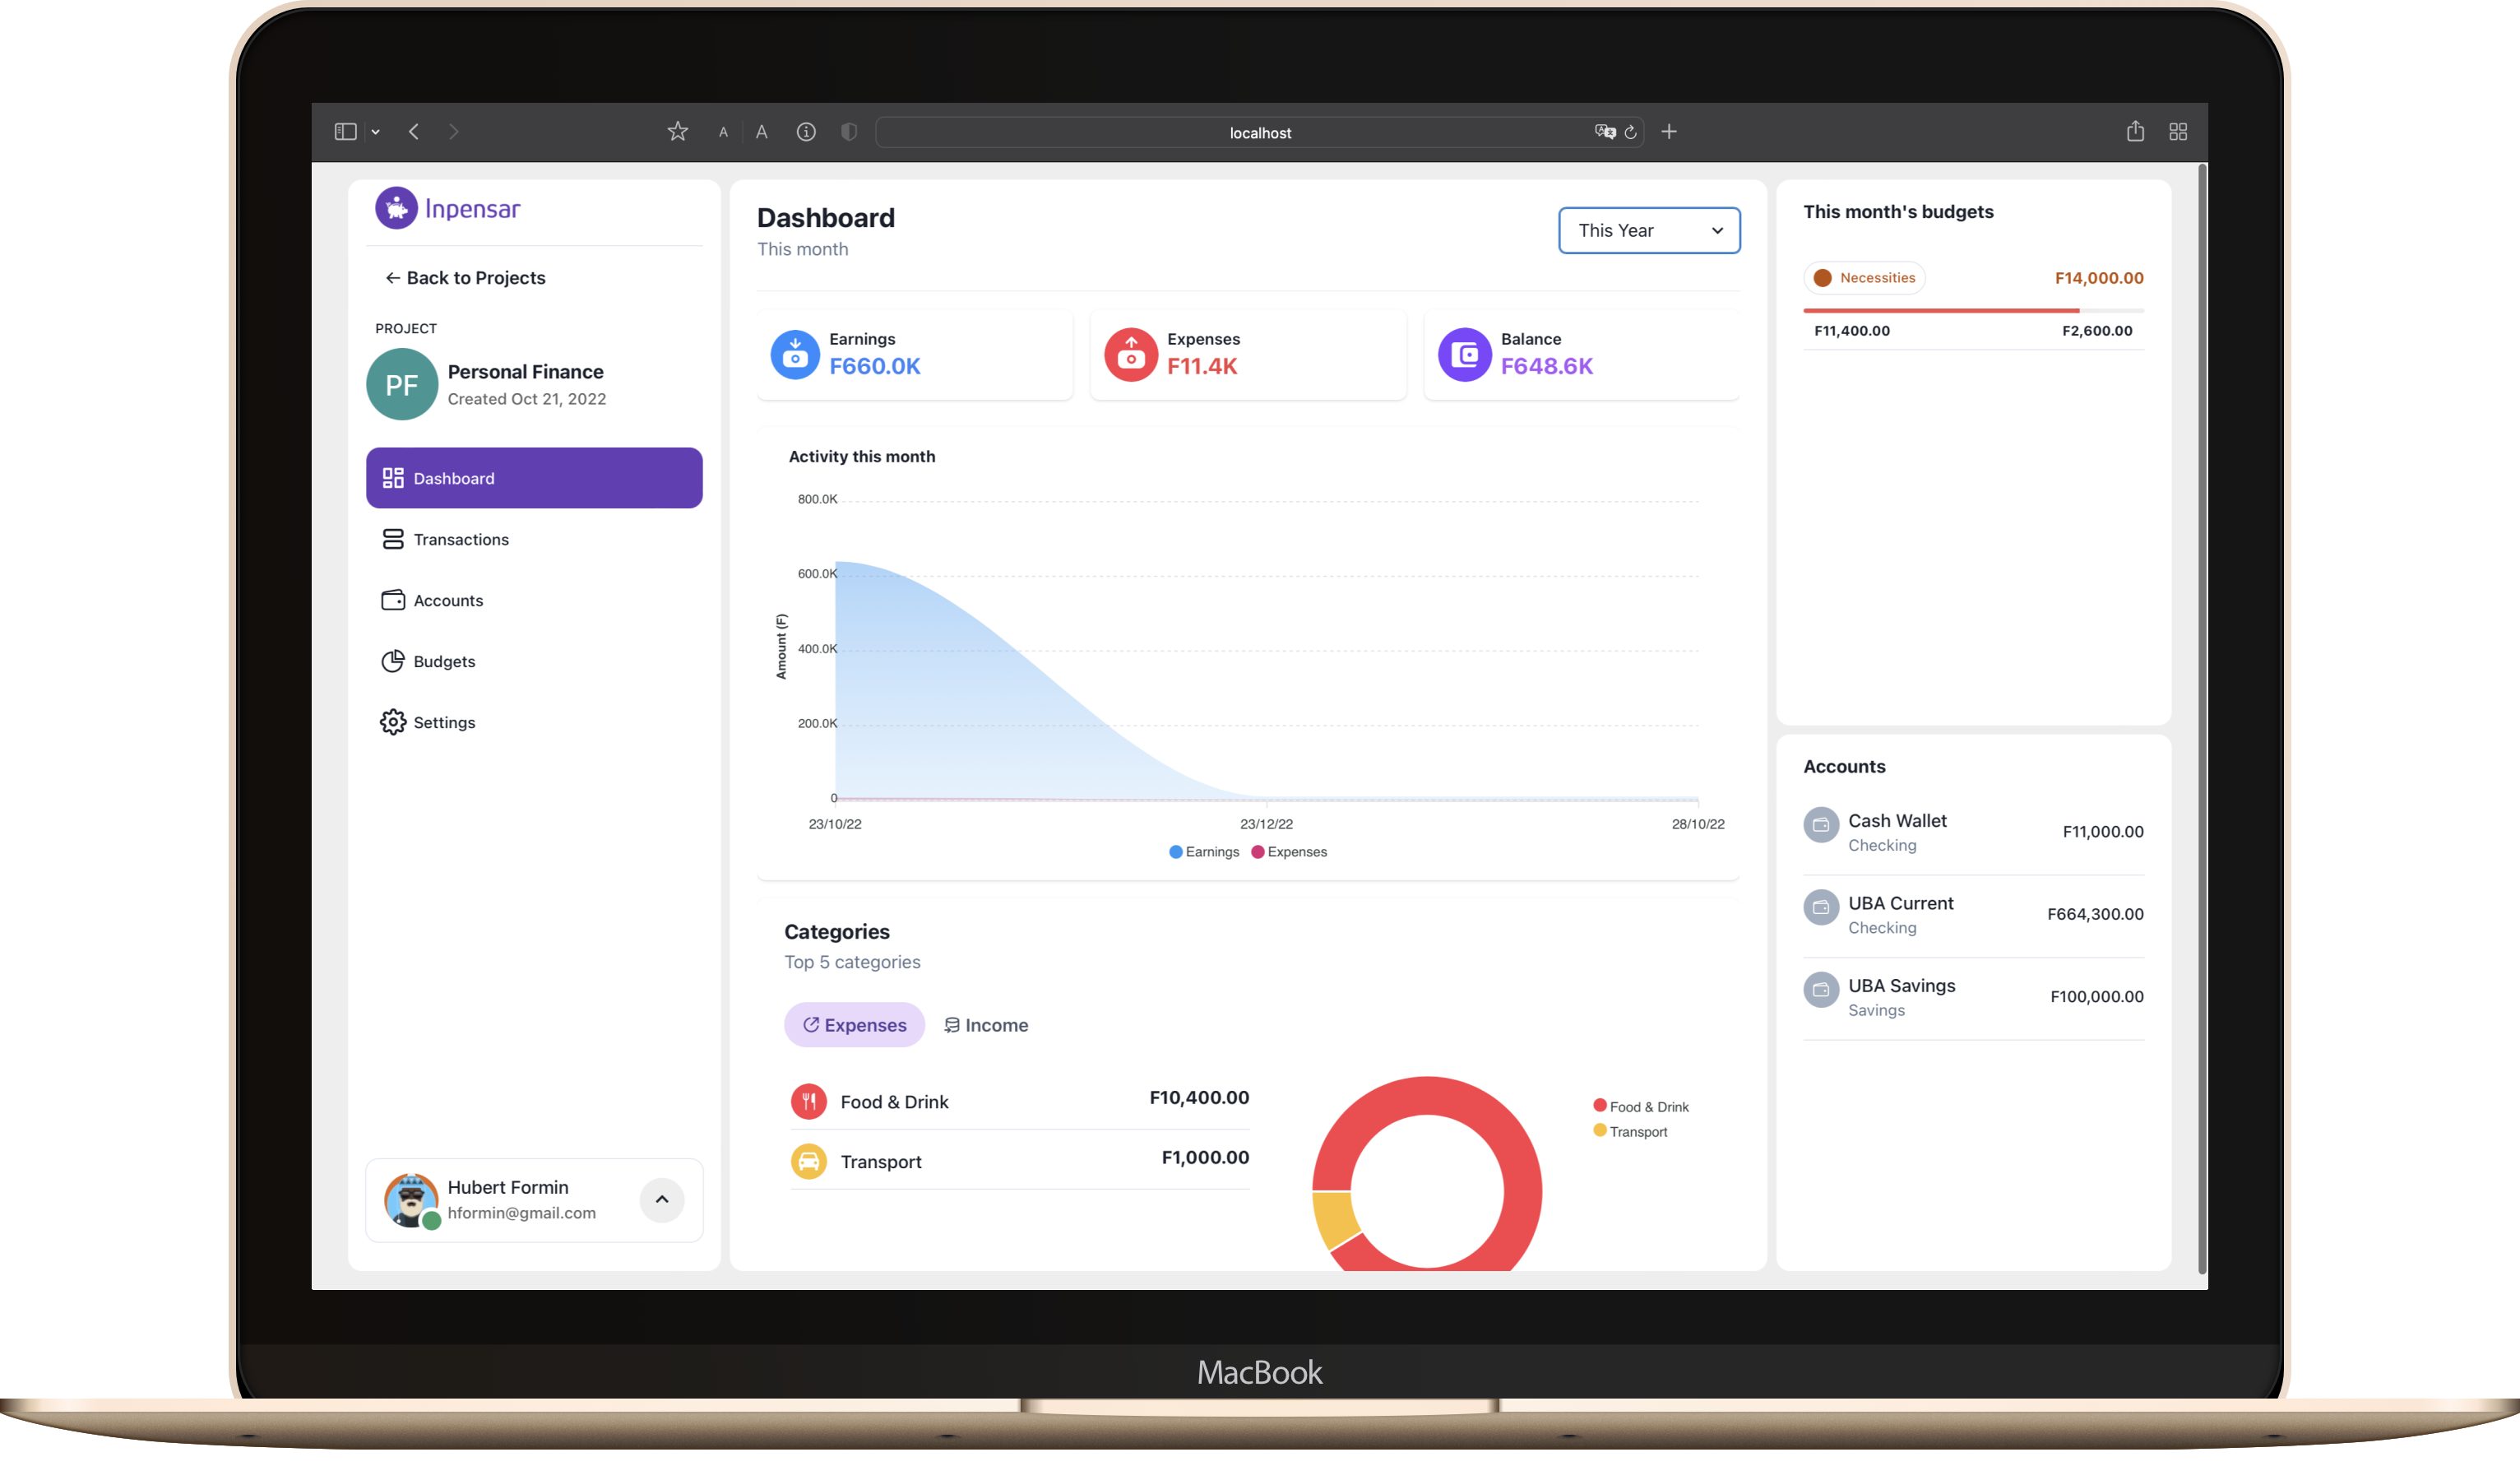 localhost
A A
Inpensar
Back to Projects
PROJECT
PF
Personal Finance
Created Oct 21, 2022
Dashboard
Transactions
Accounts
Budgets
Settings
Hubert Formin
hformin@gmail.com
Dashboard
This month
This Year
Earnings
F660.0K
Expenses
F11.4K
Balance
F648.6K
Activity this month
800.0K
600.0K
400.0K
200.0K
0
Amount (F)
23/10/22 23/12/22 28/10/22
Earnings Expenses
Categories
Top 5 categories
Expenses Income
Food & Drink F10,400.00
Transport F1,000.00
Food & Drink
Transport
This month's budgets
Necessities F14,000.00
F11,400.00 F2,600.00
Accounts
Cash Wallet
Checking
F11,000.00
UBA Current
Checking
F664,300.00
UBA Savings
Savings
F100,000.00
MacBook